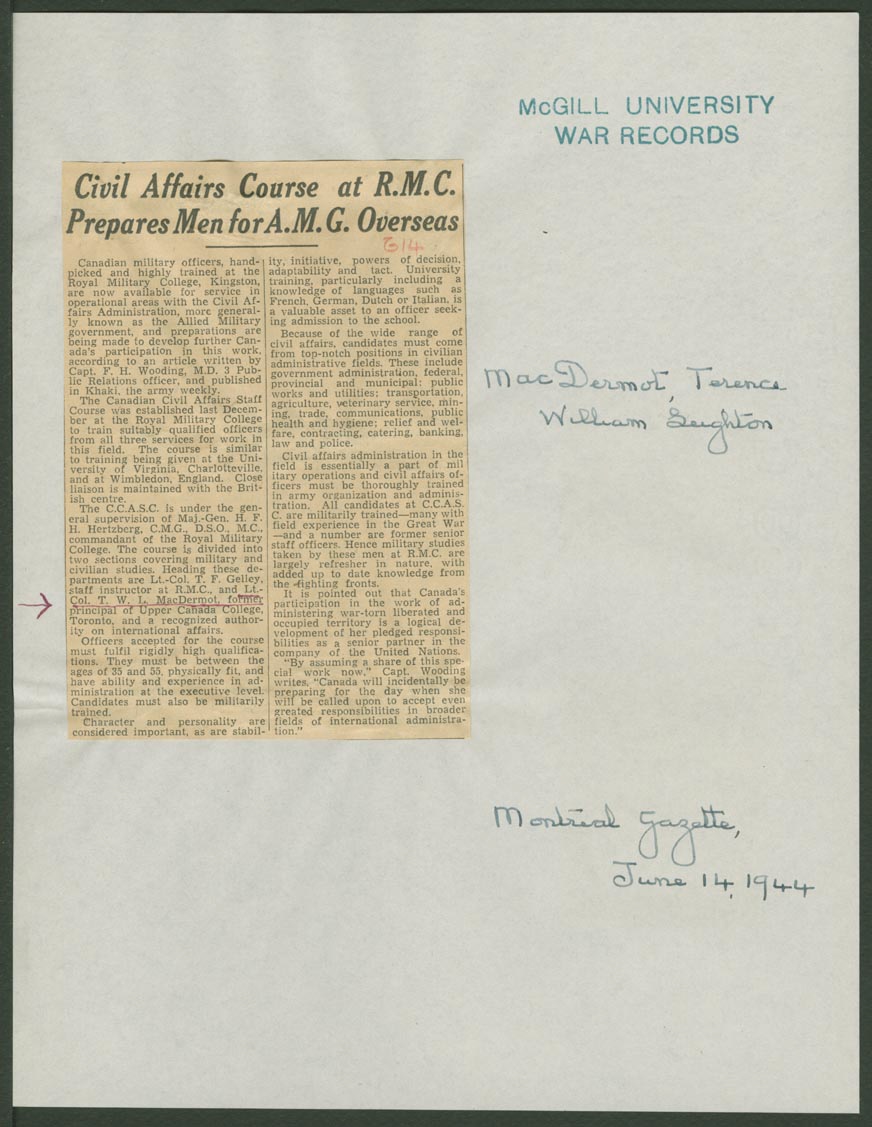 McGILL UNIVERSITY
WAR RECORDS
Civil Affairs Course at R.M.C.
Prepares Men for A.M.G. Overseas
G14
Canadian military officers, hand-
picked and highly trained at the
Royal Military College, Kingston,
are now available for service in
operational areas with the Civil Af-
fairs Administration, more general-
ly known as the Allied Military
government, and preparations are
being made to develop further Can-
ada's participation in this work,
according to an article written by
Capt. F. H. Wooding, M.D. 3 Pub-
lic Relations officer, and published
in Khaki, the army weekly.
The Canadian Civil Affairs Staff
Course was established last Decem-
ber at the Royal Military College
to train suitably qualified officers
from all three services for work in
this field. The course is similar
to training being given at the Uni-
versity of Virginia, Charlotteville,
and at Wimbledon, England. Close
liaison is maintained with the Brit-
ish centre.
The C.C.A.S.C. is under the gen-
eral supervision of Maj.-Gen. H. F.
H. Hertzberg, C.M.G., D.S.O., M.C.,
commandant of the Royal Military
College. The course is divided into
two sections covering military and
civilian studies. Heading these de-
partments are Lt.-Col. T. F. Gelley,
staff instructor at R.M.C., and Lt.-
Col. T. W. L. MacDermot, former
principal of Upper Canada College,
Toronto, and a recognized author-
ity on international affairs.
Officers accepted for the course
must fulfil rigidly high qualifica-
tions. They must be between the
ages of 35 and 55, physically fit, and
have ability and experience in ad-
ministration at the executive level.
Candidates must also be militarily
trained.
Character and personality are
considered important, as are stabil-
ity, initiative, powers of decision,
adaptability and tact. University
training, particularly including a
knowledge of languages such as
French, German, Dutch or Italian, is
a valuable asset to an officer seek-
ing admission to the school.
Because of the wide range of
civil affairs, candidates must come
from top-notch positions in civilian
administrative fields. These include
government administration, federal,
provincial and municipal; public
works and utilities; transportation,
agriculture, veterinary service, min-
ing, trade, communications, public
health and hygiene; relief and wel-
fare, contracting, catering, banking,
law and police.
Civil affairs administration in the
field is essentially a part of mil
itary operations and civil affairs of-
ficers must be thoroughly trained
in army organization and adminis-
tration. All candidates at C.C.A.S.
C. are militarily trained—many with
field experience in the Great War
—and a number are former senior
staff officers. Hence military studies
taken by these men at R.M.C. are
largely refresher in nature, with
added up to date knowledge from
the fighting fronts.
It is pointed out that Canada's
participation in the work of ad-
ministering war-torn liberated and
occupied territory is a logical de-
velopment of her pledged responsi-
bilities as a senior partner in the
company of the United Nations.
"By assuming a share of this spe-
cial work now," Capt. Wooding
writes, "Canada will incidentally be
preparing for the day when she
will be called upon to accept even
greated responsibilities in broader
fields of international administra-
tion."
MacDermot, Terence
William Leighton
Montreal Gazette,
June 14, 1944